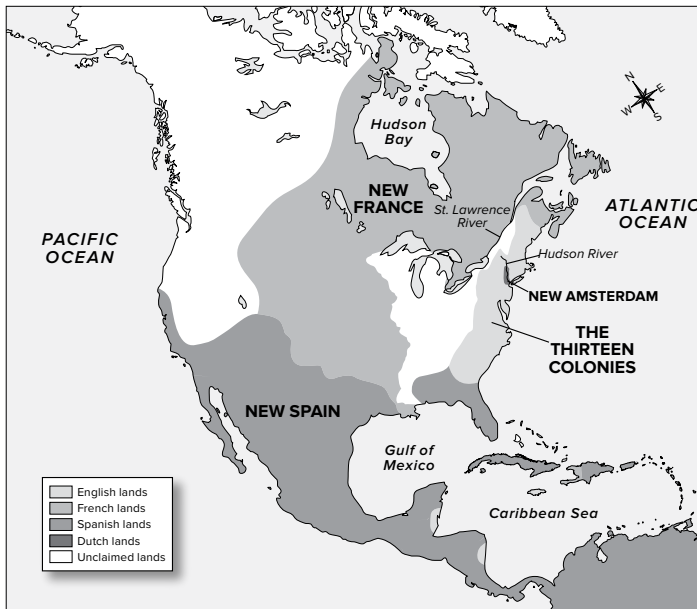 N
E
W
S
Hudson
Bay
NEW
FRANCE
St. Lawrence
River
ATLANTIC
OCEAN
PACIFIC
OCEAN
Hudson River
NEW AMSTERDAM
THE
THIRTEEN
COLONIES
NEW SPAIN
Gulf of
Mexico
Caribbean Sea
English lands
French lands
Spanish lands
Dutch lands
Unclaimed lands